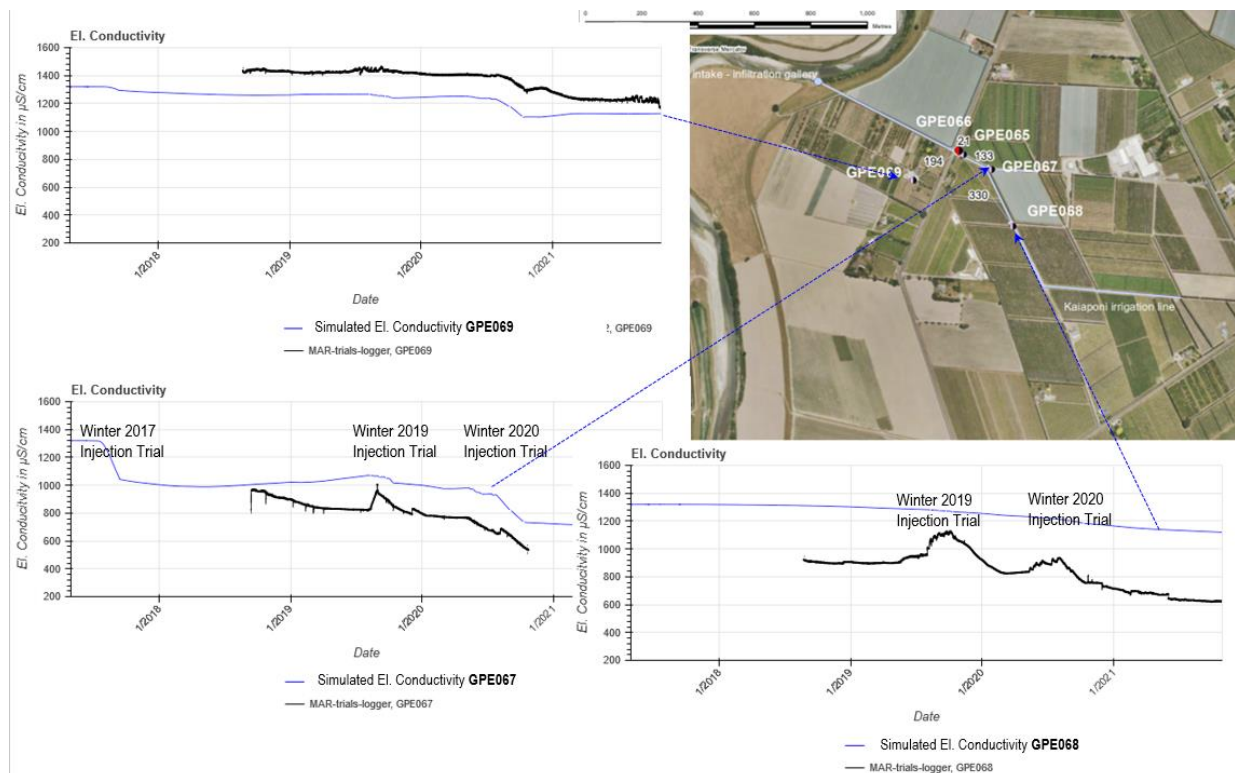 0 200 400 600 800 1,000
Metres
Transverse Mercator
El. Conductivity
El. Conducitvity in µS/cm
1600
1400
1200
1000
800
600
400
200
1/2018
1/2019
1/2020
1/2021
Date
Simulated El. Conductivity GPE069
, GPE069
MAR-trials-logger, GPE069
intake - infiltration gallery
GPE066
GPE065
21
194
133
GPE067
GPE069
330
GPE068
Kaiaponi irrigation line
El. Conductivity
El. Conducitvity in µS/cm
1600
1400
1200
1000
800
600
400
200
Winter 2017
Injection Trial
Winter 2019
Injection Trial
Winter 2020
Injection Trial
1/2018
1/2019
1/2020
1/2021
Date
Simulated El. Conductivity GPE067
MAR-trials-logger, GPE067
El. Conductivity
El. Conducitvity in µS/cm
1600
1400
1200
1000
800
600
400
200
Winter 2019
Injection Trial
Winter 2020
Injection Trial
1/2018
1/2019
1/2020
1/2021
Date
Simulated El. Conductivity GPE068
MAR-trials-logger, GPE068